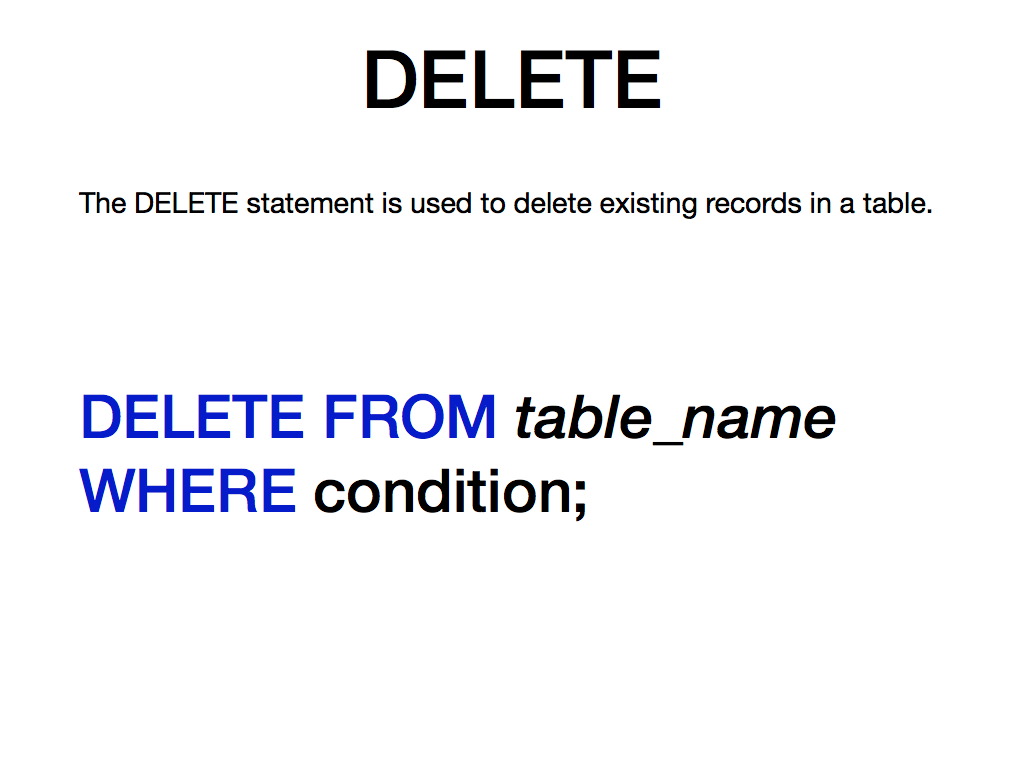 DELETE
The DELETE statement is used to delete existing records in a table.
DELETE FROM table_name
WHERE condition;